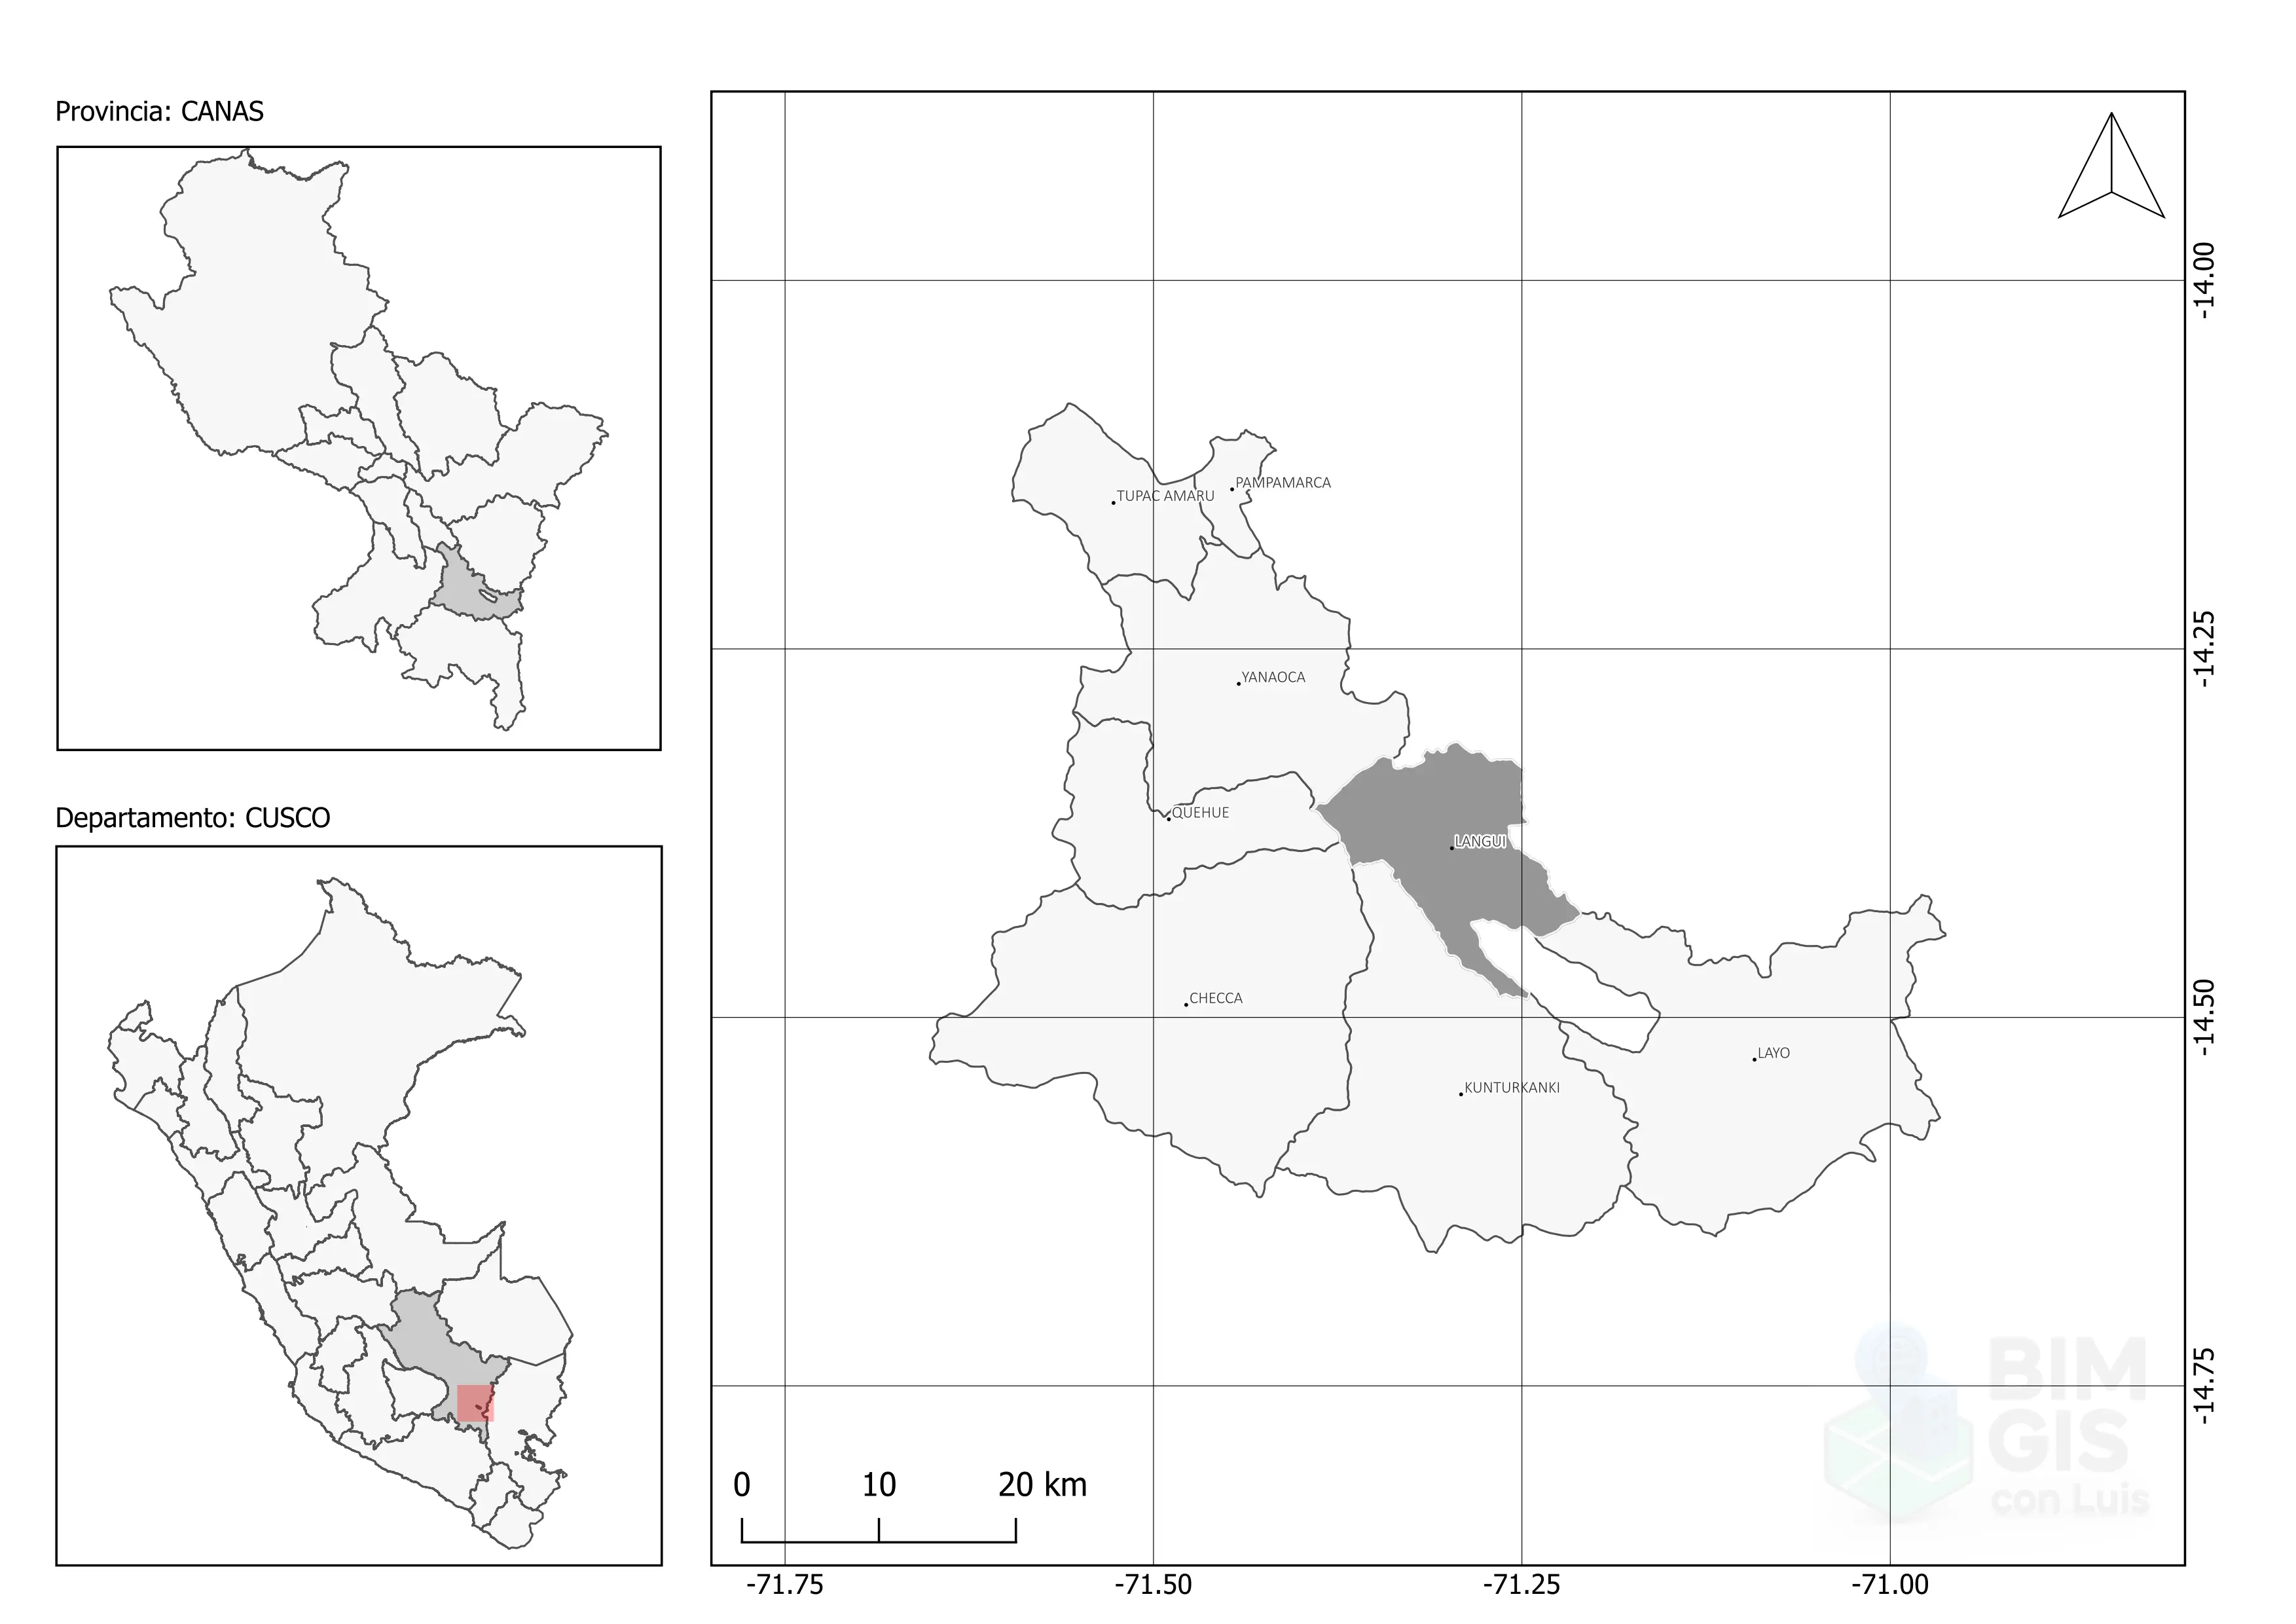 Provincia: CANAS
Departamento: CUSCO
TUPAC AMARU
PAMPAMARCA
YANAOCA
QUEHUE
LANGUI
CHECCA
LAYO
KUNTURKANKI
-14.00
-14.25
-14.50
-14.75
BIM
GIS
con Luis
0 10 20 km
-71.75 -71.50 -71.25 -71.00